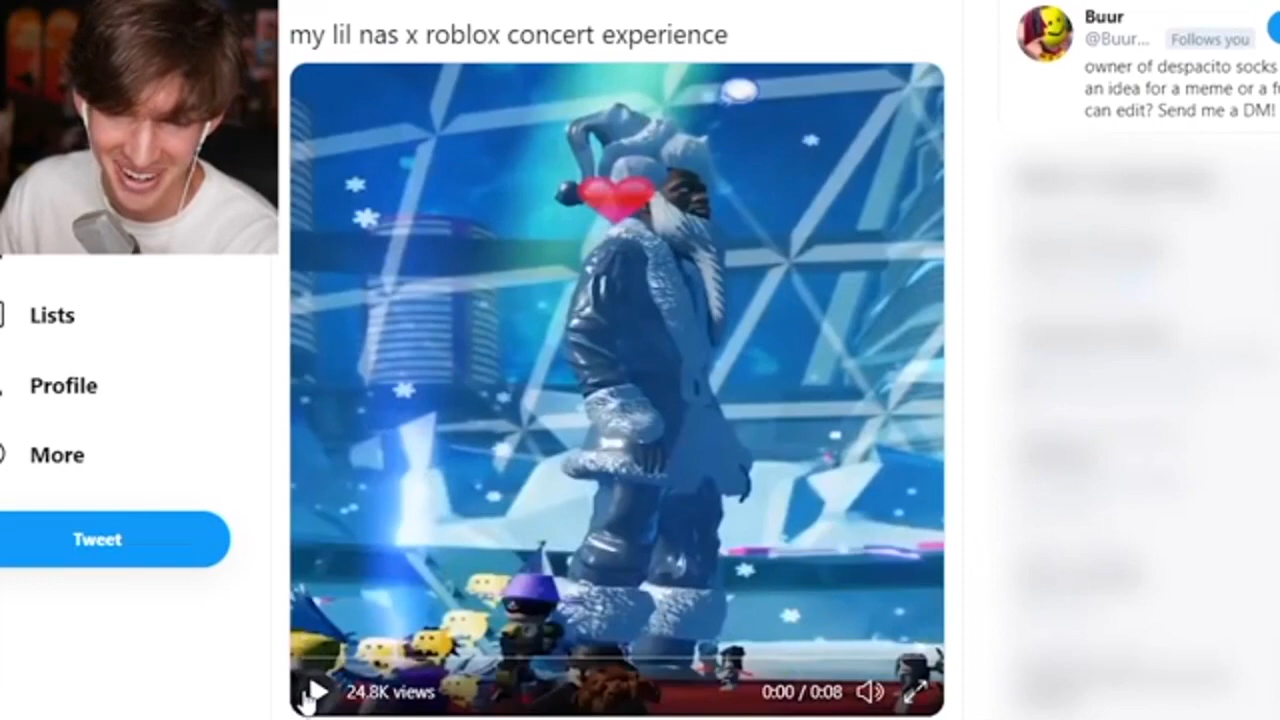 my lil nas x roblox concert experience
Buur
@Buur... Follows you
owner of despacito socks
an idea for a meme or a fu
can edit? Send me a DM!
Lists
Profile
More
Tweet
24.8K views
0:00 / 0:08